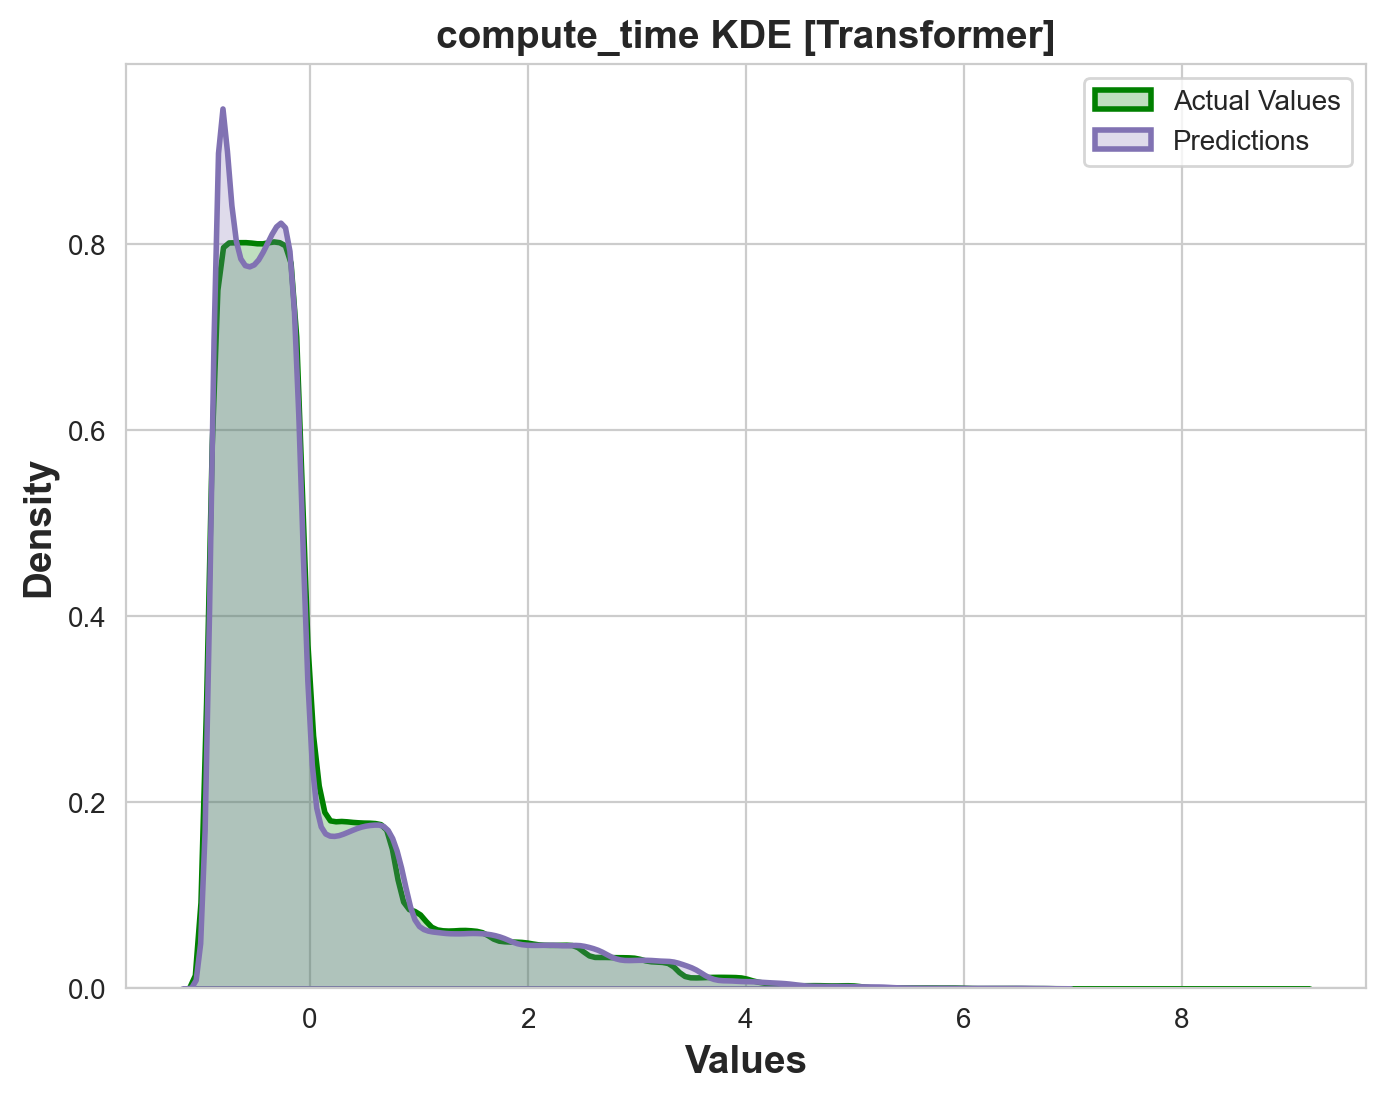 compute_time KDE [Transformer]
Actual Values
Predictions
Density
0.8
0.6
0.4
0.2
0.0
0
2
4
6
8
Values